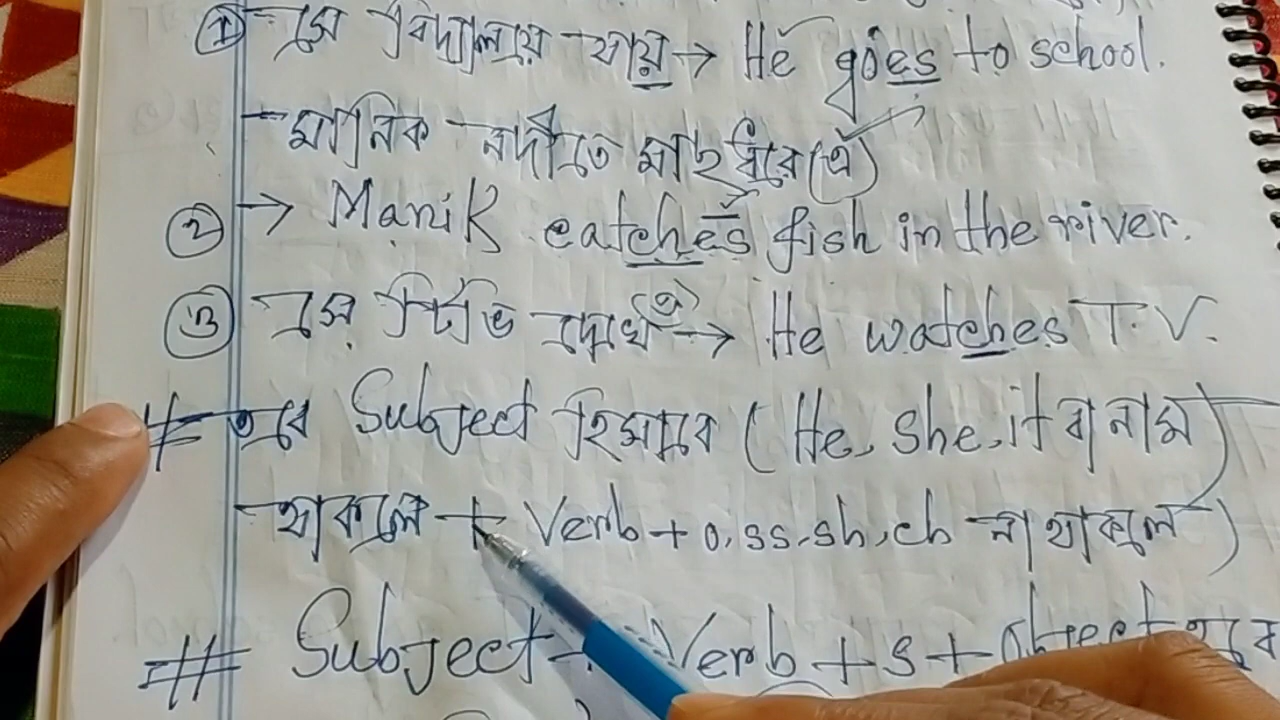 ① সে বিদ্যালয়ে যায় → He goes to school.
মানিক নদীতে মাছ ধরে (এ)
② → Manik catches fish in the river.
③ সে টিভি দেখে (এ) → He watches T.V.
# তবে Subject হিসাবে (He, She, it বা নাম)
থাকলে + Verb + o, ss, sh, ch না থাকলে)
# Subject + Verb + s + Object হবে